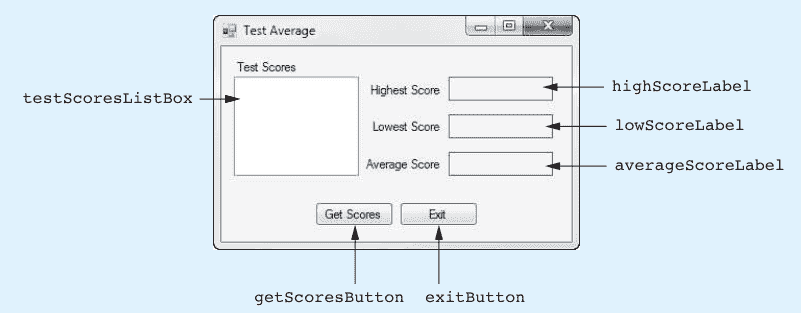 Test Average
Test Scores
testScoresListBox
Highest Score
highScoreLabel
Lowest Score
lowScoreLabel
Average Score
averageScoreLabel
Get Scores
Exit
getScoresButton
exitButton